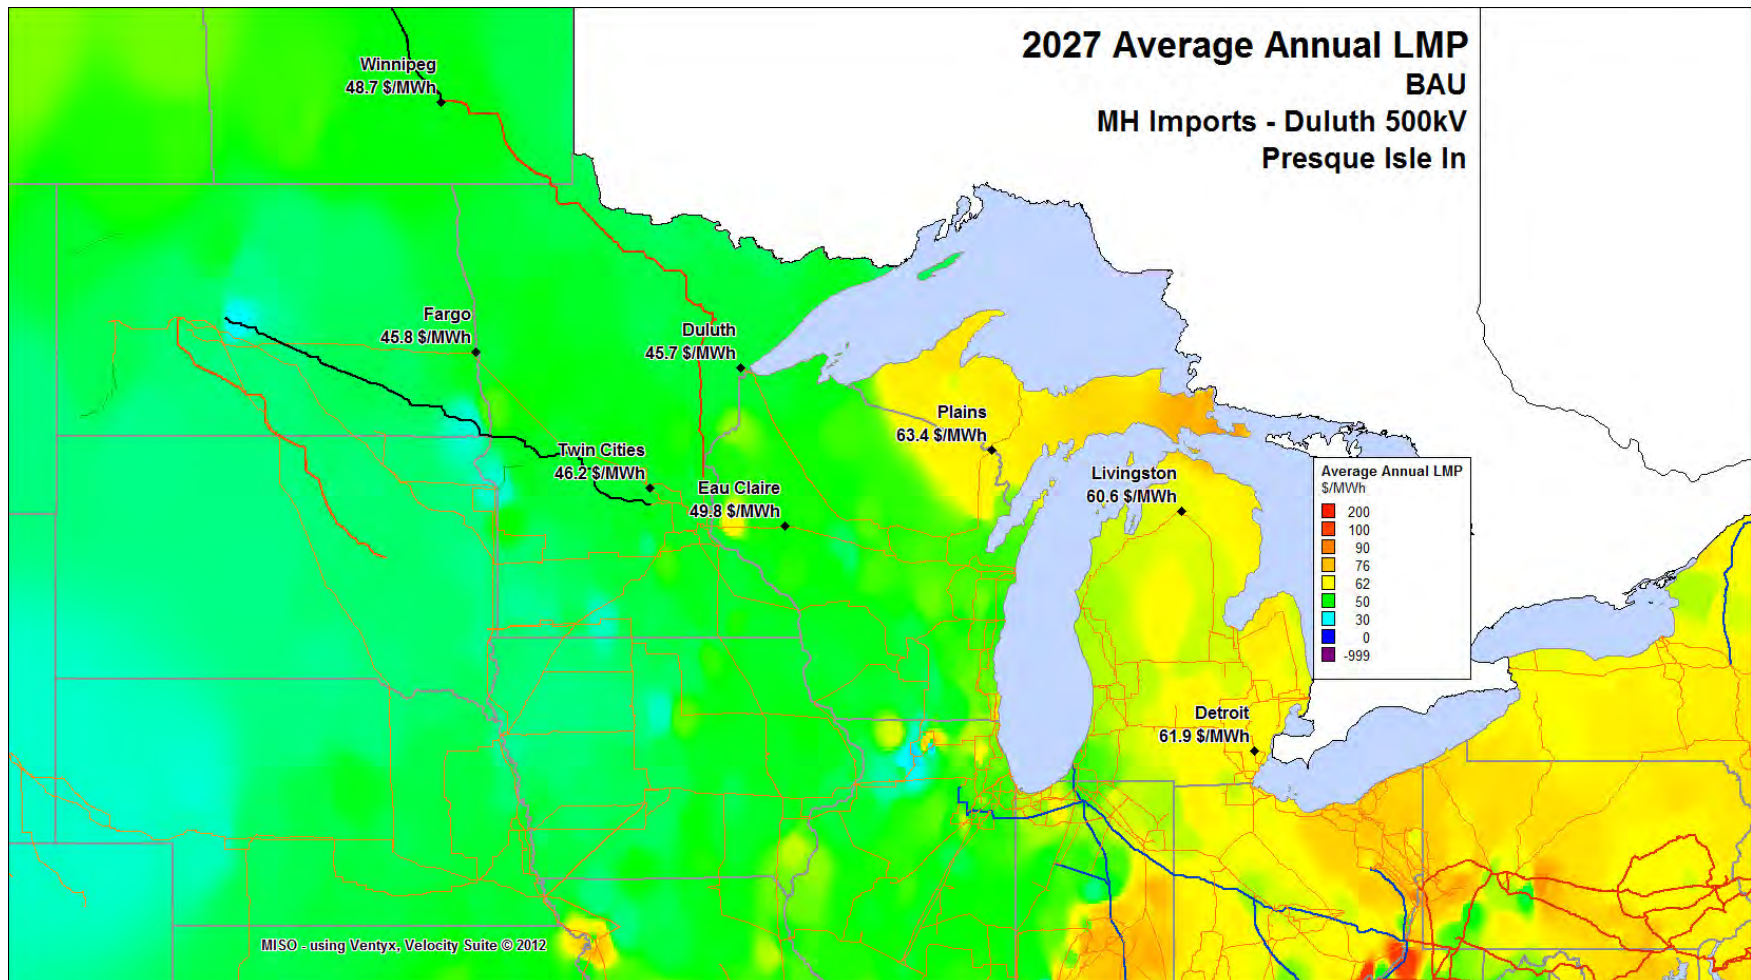 2027 Average Annual LMP
BAU
MH Imports - Duluth 500kV
Presque Isle In
Winnipeg
48.7 $/MWh
Fargo
45.8 $/MWh
Duluth
45.7 $/MWh
Plains
63.4 $/MWh
Twin Cities
46.2 $/MWh
Eau Claire
49.8 $/MWh
Livingston
60.6 $/MWh
Average Annual LMP
$/MWh
200
100
90
76
62
50
30
0
-999
Detroit
61.9 $/MWh
MISO - using Ventyx, Velocity Suite © 2012